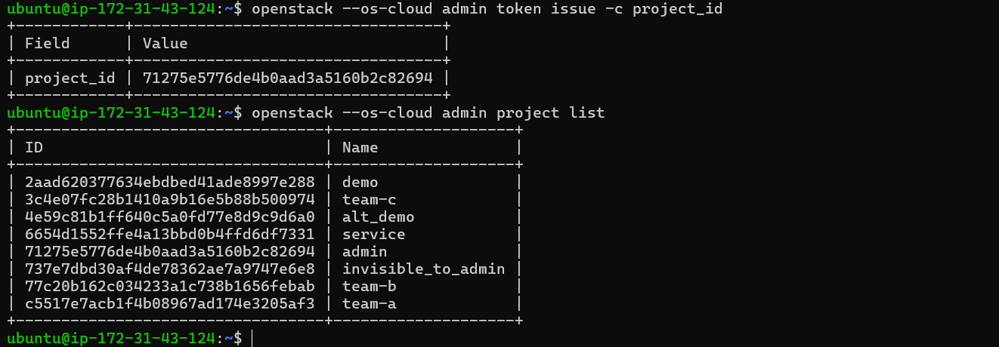 ubuntu@ip-172-31-43-124:~$ openstack --os-cloud admin token issue -c project_id
+------------+----------------------------------+
| Field      | Value                            |
+------------+----------------------------------+
| project_id | 71275e5776de4b0aad3a5160b2c82694 |
+------------+----------------------------------+
ubuntu@ip-172-31-43-124:~$ openstack --os-cloud admin project list
+----------------------------------+--------------------+
| ID                               | Name               |
+----------------------------------+--------------------+
| 2aad620377634ebdbed41ade8997e288 | demo               |
| 3c4e07fc28b1410a9b16e5b88b500974 | team-c             |
| 4e59c81b1ff640c5a0fd77e8d9c9d6a0 | alt_demo           |
| 6654d1552ffe4a13bbd0b4ffd6df7331 | service            |
| 71275e5776de4b0aad3a5160b2c82694 | admin              |
| 737e7dbd30af4de78362ae7a9747e6e8 | invisible_to_admin |
| 77c20b162c034233a1c738b1656febab | team-b             |
| c5517e7acb1f4b08967ad174e3205af3 | team-a             |
+----------------------------------+--------------------+
ubuntu@ip-172-31-43-124:~$